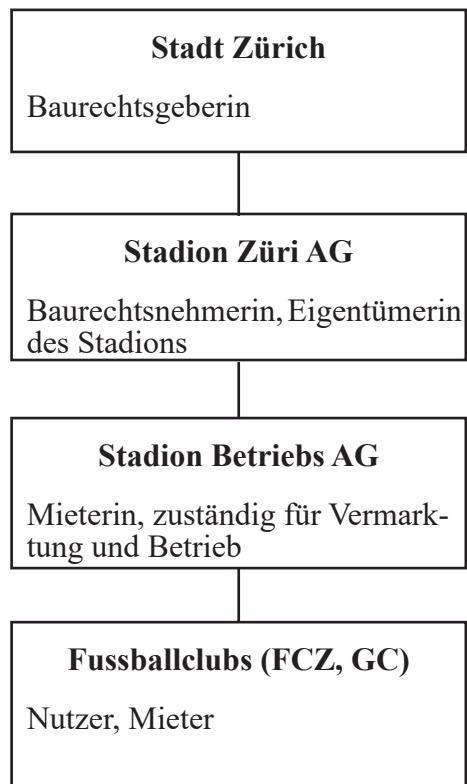 Stadt Zürich
Baurechtsgeberin
Stadion Züri AG
Baurechtsnehmerin, Eigentümerin
des Stadions
Stadion Betriebs AG
Mieterin, zuständig für Vermark-
tung und Betrieb
Fussballclubs (FCZ, GC)
Nutzer, Mieter